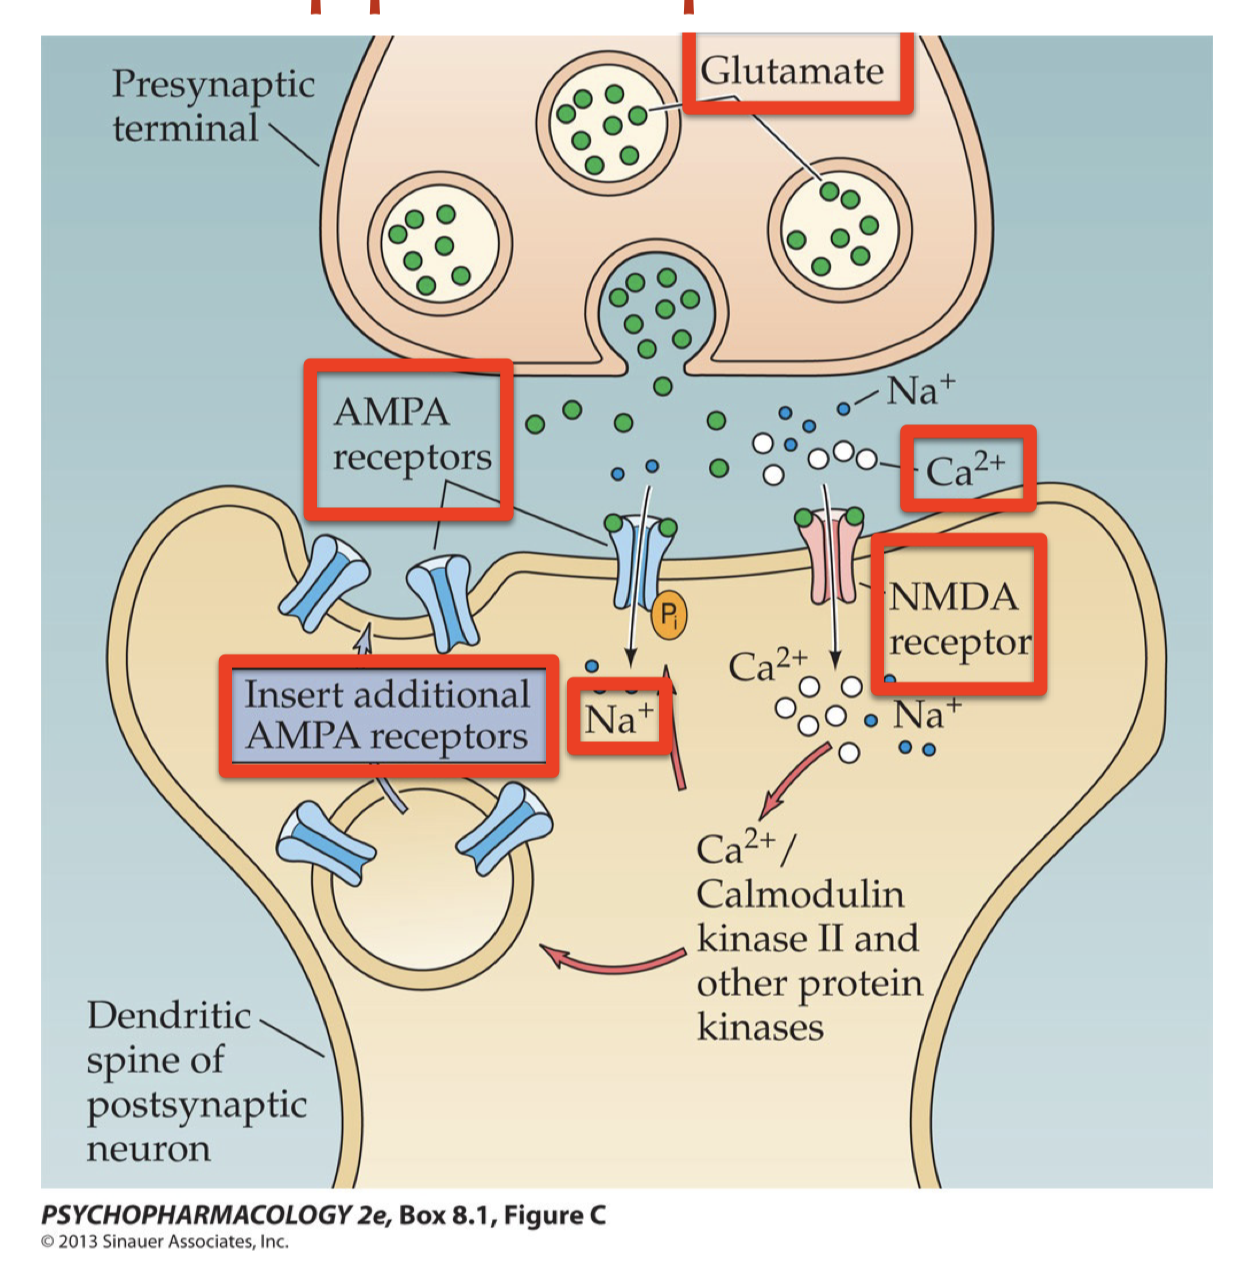 Presynaptic
terminal
Glutamate
AMPA
receptors
Na+
Ca2+
NMDA
receptor
Pi
Insert additional
AMPA receptors
Na+
Ca2+
Na+
Ca2+/
Calmodulin
kinase II and
other protein
kinases
Dendritic
spine of
postsynaptic
neuron
PSYCHOPHARMACOLOGY 2e, Box 8.1, Figure C
© 2013 Sinauer Associates, Inc.